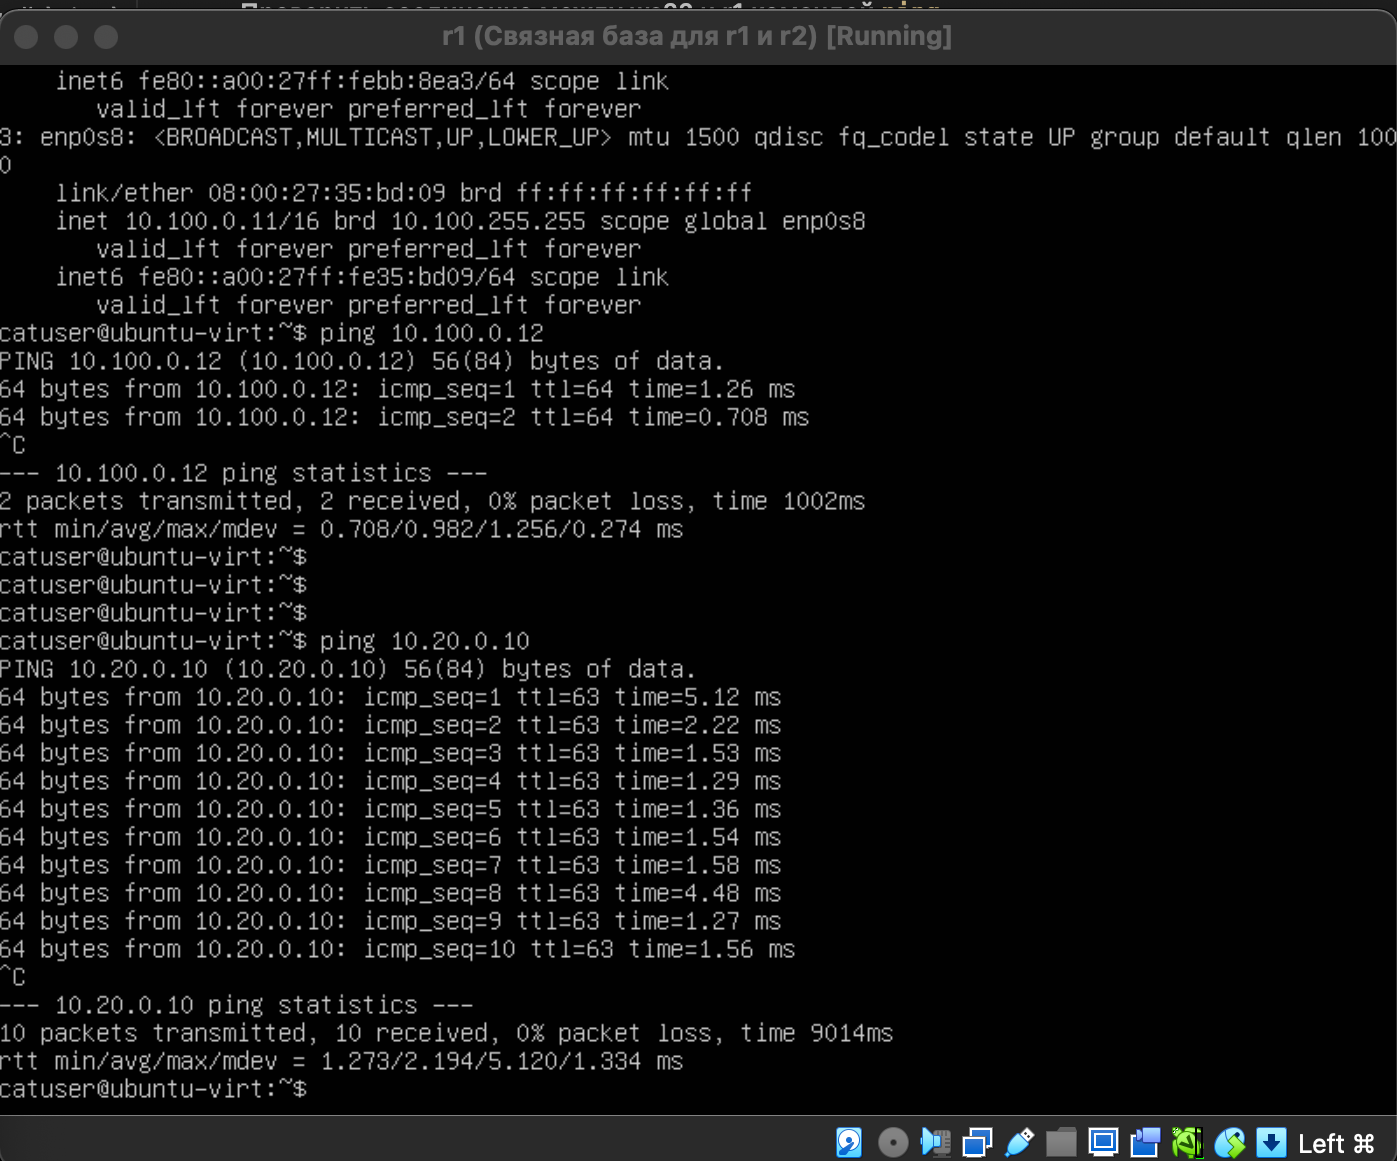 r1 (Связная база для r1 и r2) [Running]
inet6 fe80::a00:27ff:febb:8ea3/64 scope link
valid_lft forever preferred_lft forever
3: enp0s8: <BROADCAST,MULTICAST,UP,LOWER_UP> mtu 1500 qdisc fq_codel state UP group default qlen 100
0
link/ether 08:00:27:35:bd:09 brd ff:ff:ff:ff:ff:ff
inet 10.100.0.11/16 brd 10.100.255.255 scope global enp0s8
valid_lft forever preferred_lft forever
inet6 fe80::a00:27ff:fe35:bd09/64 scope link
valid_lft forever preferred_lft forever
catuser@ubuntu-virt:~$ ping 10.100.0.12
PING 10.100.0.12 (10.100.0.12) 56(84) bytes of data.
64 bytes from 10.100.0.12: icmp_seq=1 ttl=64 time=1.26 ms
64 bytes from 10.100.0.12: icmp_seq=2 ttl=64 time=0.708 ms
^C
--- 10.100.0.12 ping statistics ---
2 packets transmitted, 2 received, 0% packet loss, time 1002ms
rtt min/avg/max/mdev = 0.708/0.982/1.256/0.274 ms
catuser@ubuntu-virt:~$
catuser@ubuntu-virt:~$
catuser@ubuntu-virt:~$
catuser@ubuntu-virt:~$ ping 10.20.0.10
PING 10.20.0.10 (10.20.0.10) 56(84) bytes of data.
64 bytes from 10.20.0.10: icmp_seq=1 ttl=63 time=5.12 ms
64 bytes from 10.20.0.10: icmp_seq=2 ttl=63 time=2.22 ms
64 bytes from 10.20.0.10: icmp_seq=3 ttl=63 time=1.53 ms
64 bytes from 10.20.0.10: icmp_seq=4 ttl=63 time=1.29 ms
64 bytes from 10.20.0.10: icmp_seq=5 ttl=63 time=1.36 ms
64 bytes from 10.20.0.10: icmp_seq=6 ttl=63 time=1.54 ms
64 bytes from 10.20.0.10: icmp_seq=7 ttl=63 time=1.58 ms
64 bytes from 10.20.0.10: icmp_seq=8 ttl=63 time=4.48 ms
64 bytes from 10.20.0.10: icmp_seq=9 ttl=63 time=1.27 ms
64 bytes from 10.20.0.10: icmp_seq=10 ttl=63 time=1.56 ms
^C
--- 10.20.0.10 ping statistics ---
10 packets transmitted, 10 received, 0% packet loss, time 9014ms
rtt min/avg/max/mdev = 1.273/2.194/5.120/1.334 ms
catuser@ubuntu-virt:~$
Left ⌘